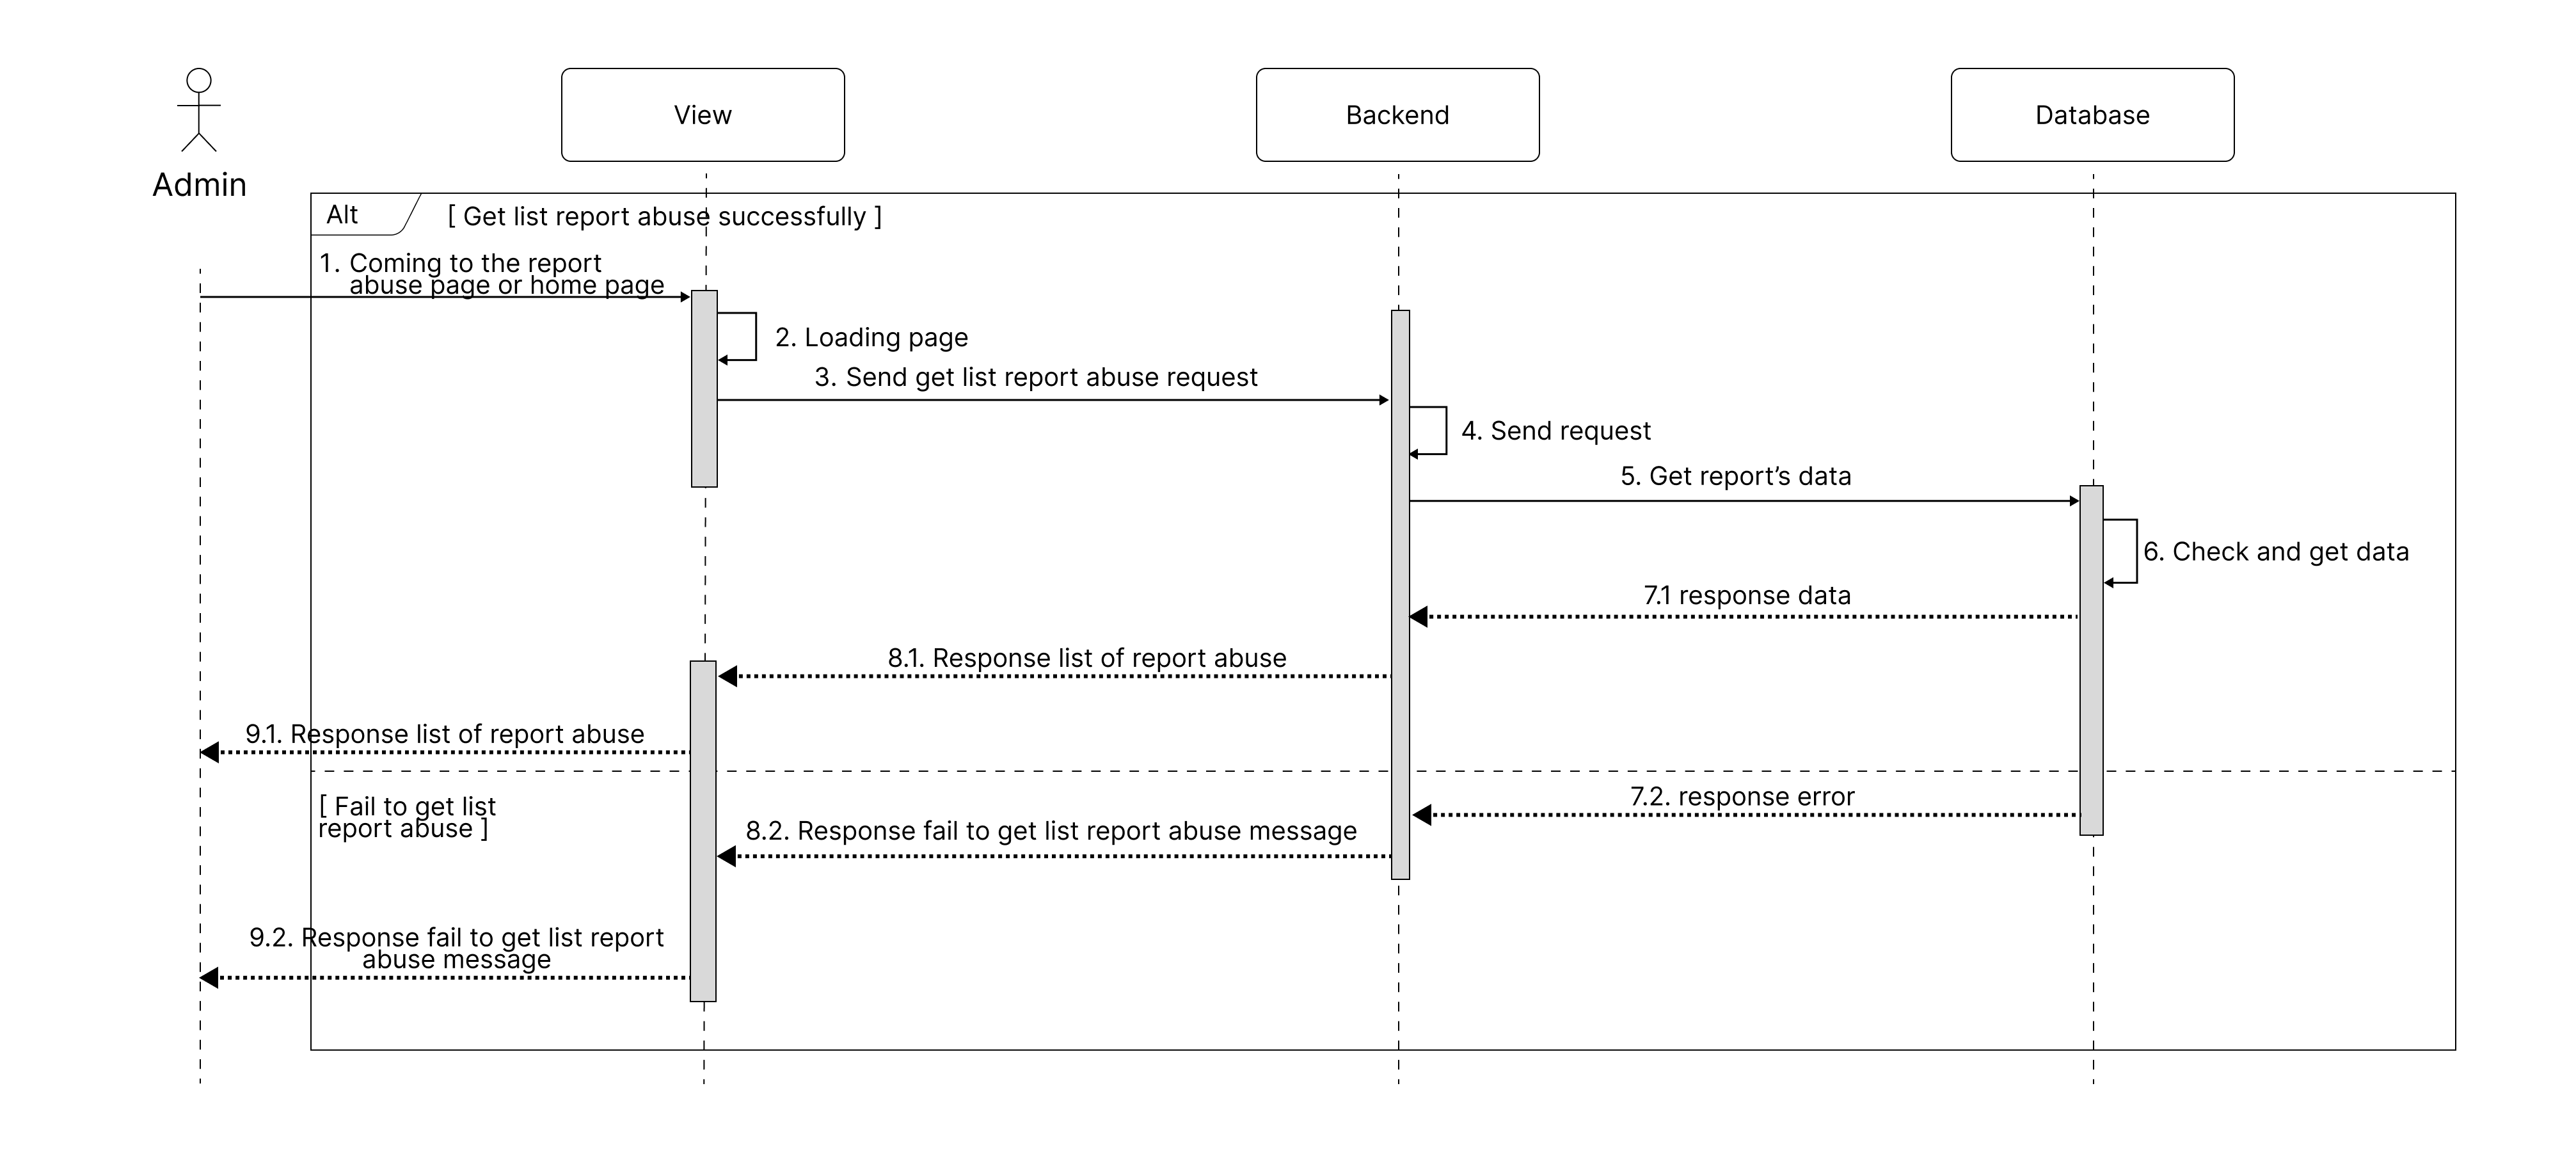 View
Backend
Database
Admin
Alt
[ Get list report abuse successfully ]
1. Coming to the report
abuse page or home page
2. Loading page
3. Send get list report abuse request
4. Send request
5. Get report’s data
6. Check and get data
7.1 response data
8.1. Response list of report abuse
9.1. Response list of report abuse
[ Fail to get list
report abuse ]
7.2. response error
8.2. Response fail to get list report abuse message
9.2. Response fail to get list report
abuse message